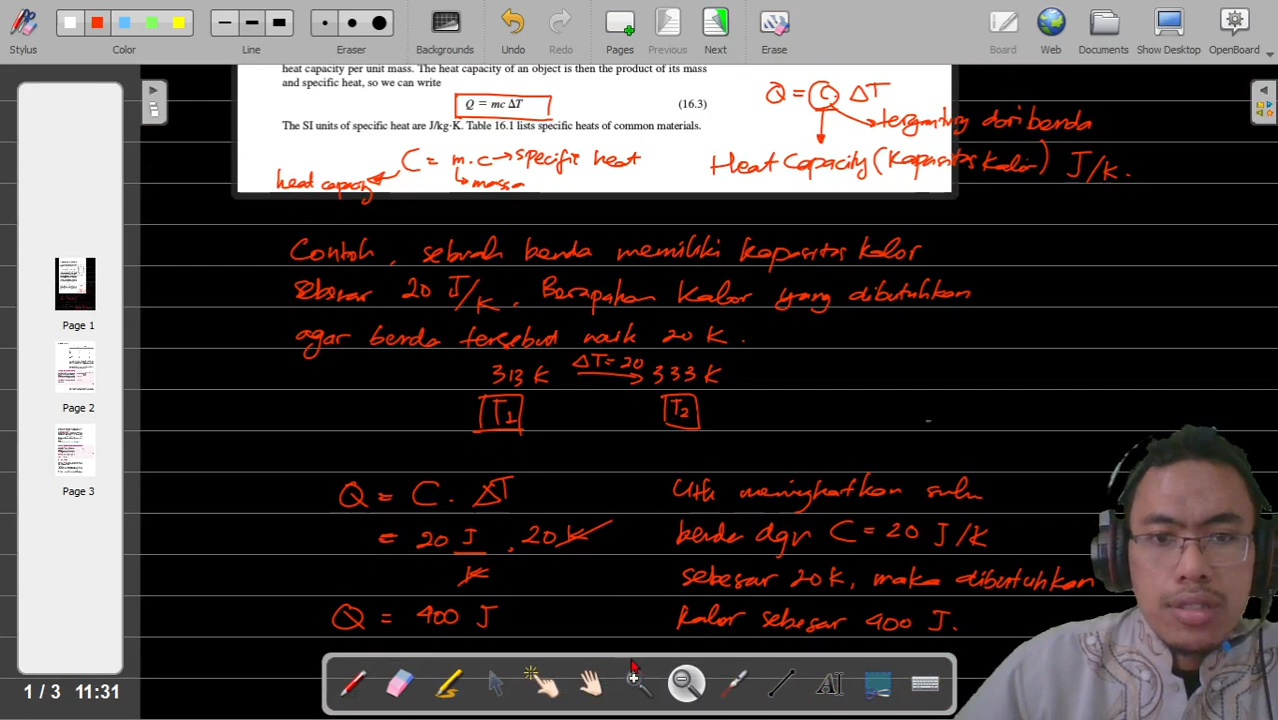 Stylus
Color
Line
Eraser
Backgrounds
Undo
Redo
Pages
Previous
Next
Erase
Board
Web
Documents
Show Desktop
OpenBoard
heat capacity per unit mass. The heat capacity of an object is then the product of its mass
and specific heat, so we can write
Q = mc ΔT (16.3)
The SI units of specific heat are J/kg·K. Table 16.1 lists specific heats of common materials.
Q = C ΔT
tergantung dari benda
Heat Capacity (Kapasitas Kalor) J/K.
C = m.c → specific heat
heat capacity
massa
Contoh, sebuah benda memiliki kapasitas kalor
sebesar 20 J/K. Berapakah kalor yang dibutuhkan
agar benda tersebut naik 20 K.
313 K ΔT = 20 333 K
T1 T2
Q = C. ΔT
= 20 J . 20 K
K
Q = 400 J
Utk meningkatkan suhu
benda dgn C = 20 J/K
sebesar 20 K, maka dibutuhkan
kalor sebesar 400 J.
Page 1
Page 2
Page 3
1 / 3 11:31